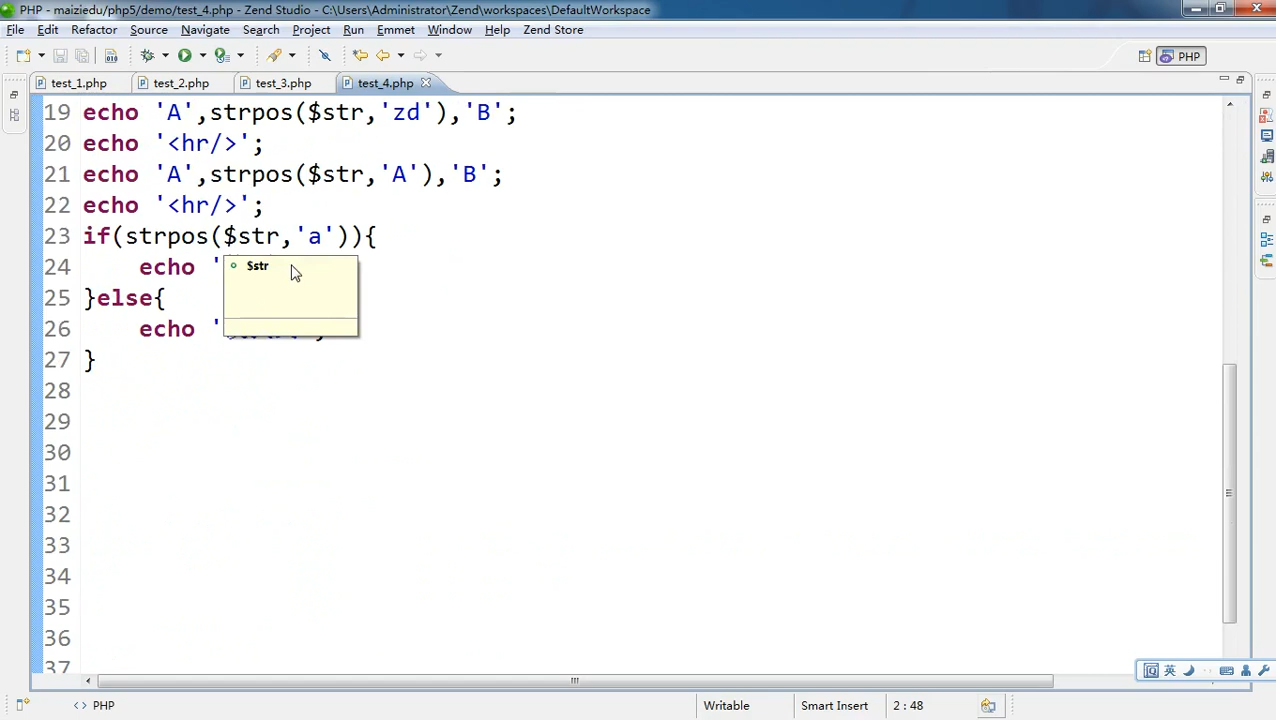 PHP - maiziedu/php5/demo/test_4.php - Zend Studio - C:\Users\Administrator\Zend\workspaces\DefaultWorkspace
File Edit Refactor Source Navigate Search Project Run Emmet Window Help Zend Store
PHP
test_1.php test_2.php test_3.php test_4.php
19 echo 'A',strpos($str,'zd'),'B';
20 echo '<hr/>';
21 echo 'A',strpos($str,'A'),'B';
22 echo '<hr/>';
23 if(strpos($str,'a')){
24 echo '
$str
25 }else{
26 echo '
27 }
28
29
30
31
32
33
34
35
36
37
英
PHP Writable Smart Insert 2 : 48